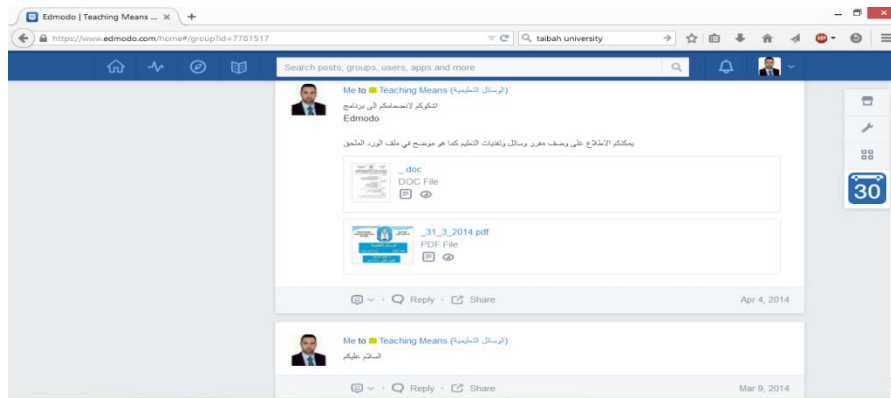 Edmodo | Teaching Means ... ×
https://www.edmodo.com/home#/group?id=7781517
taibah university
Search posts, groups, users, apps and more
Me to Teaching Means (الوسائل التعليمية)
اشكركم لانضمامكم الى برنامج
Edmodo
يمكنكم الاطلاع على وصف مقرر وسائل وتقنيات التعليم كما هو موضح في ملف الورد الملحق
_.doc
DOC File
_31_3_2014.pdf
PDF File
Reply · Share
Apr 4, 2014
30
Me to Teaching Means (الوسائل التعليمية)
السلام عليكم
Reply · Share
Mar 9, 2014